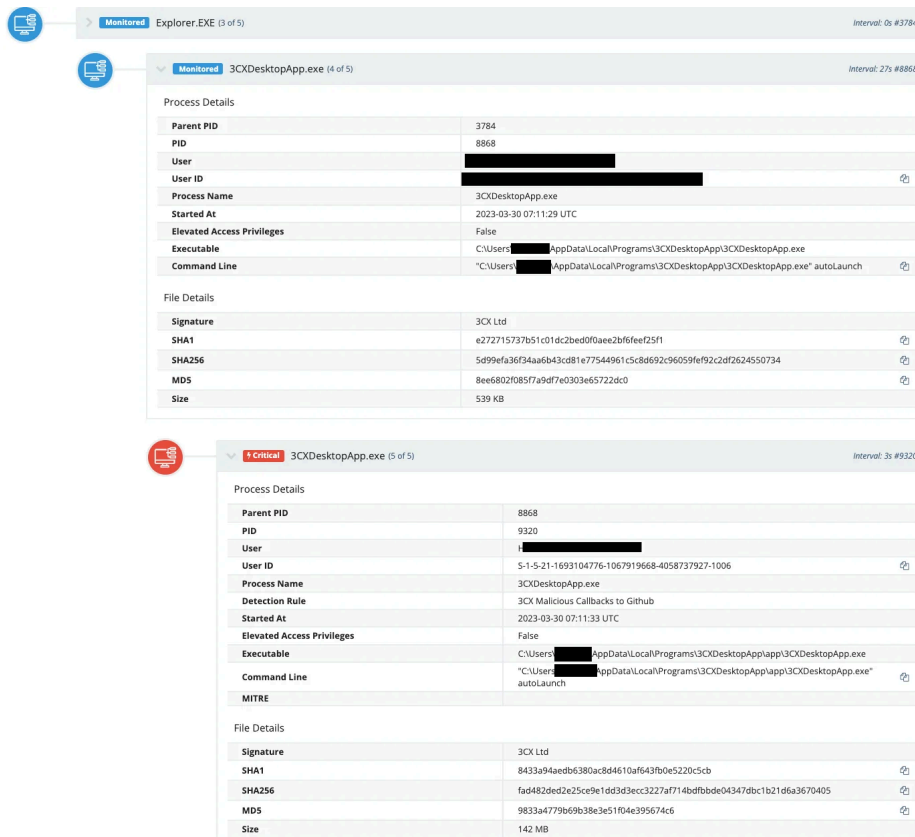 Monitored Explorer.EXE (3 of 5) Interval: 0s #3784
Monitored 3CXDesktopApp.exe (4 of 5) Interval: 27s #8868
Process Details
Parent PID 3784
PID 8868
User
User ID
Process Name 3CXDesktopApp.exe
Started At 2023-03-30 07:11:29 UTC
Elevated Access Privileges False
Executable C:\Users\ AppData\Local\Programs\3CXDesktopApp\3CXDesktopApp.exe
Command Line "C:\Users\ \AppData\Local\Programs\3CXDesktopApp\3CXDesktopApp.exe" autoLaunch
File Details
Signature 3CX Ltd
SHA1 e272715737b51c01dc2bed0f0aee2bf6feef25f1
SHA256 5d99efa36f34aa6b43cd81e77544961c5c8d692c96059fef92c2df2624550734
MD5 8ee6802f085f7a9df7e0303e65722dc0
Size 539 KB
Critical 3CXDesktopApp.exe (5 of 5) Interval: 3s #9320
Process Details
Parent PID 8868
PID 9320
User H
User ID S-1-5-21-1693104776-1067919668-4058737927-1006
Process Name 3CXDesktopApp.exe
Detection Rule 3CX Malicious Callbacks to Github
Started At 2023-03-30 07:11:33 UTC
Elevated Access Privileges False
Executable C:\Users\ AppData\Local\Programs\3CXDesktopApp\app\3CXDesktopApp.exe
Command Line "C:\Users \AppData\Local\Programs\3CXDesktopApp\app\3CXDesktopApp.exe"
autoLaunch
MITRE
File Details
Signature 3CX Ltd
SHA1 8433a94aedb6380ac8d4610af643fb0e5220c5cb
SHA256 fad482ded2e25ce9e1dd3d3ecc3227af714bdfbbde04347dbc1b21d6a3670405
MD5 9833a4779b69b38e3e51f04e395674c6
Size 142 MB